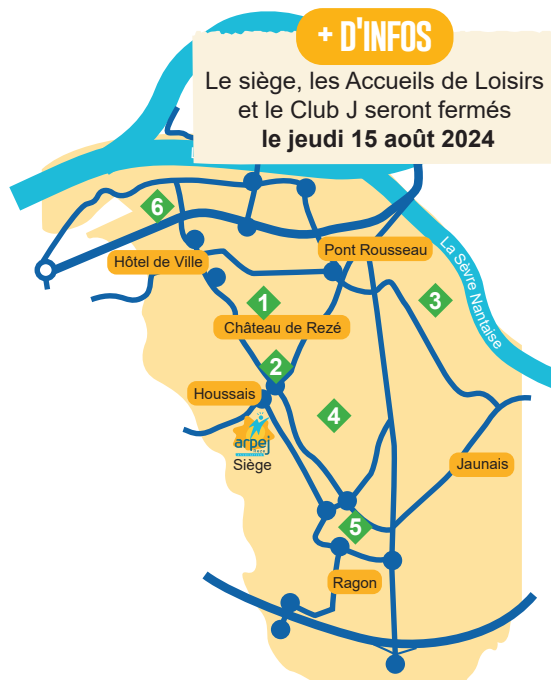 + D'INFOS
Le siège, les Accueils de Loisirs
et le Club J seront fermés
le jeudi 15 août 2024
6
Hôtel de Ville
Pont Rousseau
La Sèvre Nantaise
3
1
Château de Rezé
2
Houssais
4
arpej
Siège
Jaunais
5
Ragon